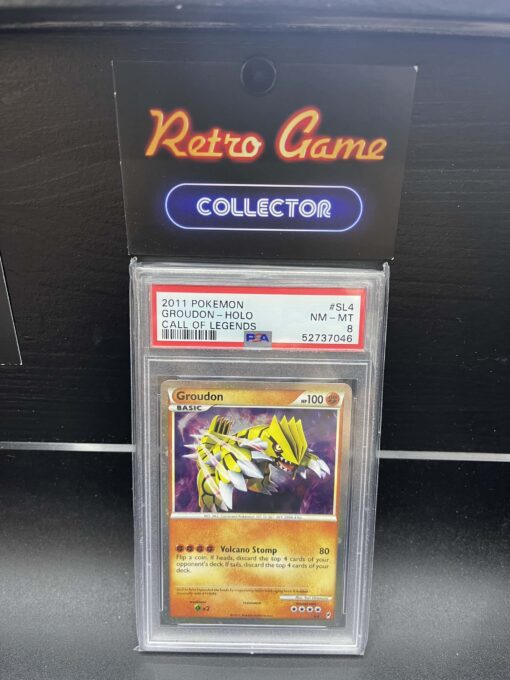 Retro Game
COLLECTOR
2011 POKEMON #SL4
GROUDON - HOLO NM - MT
CALL OF LEGENDS 8
PSA 52737046
Groudon HP100
BASIC
Volcano Stomp 80
Flip a coin. If heads, discard the top 4 cards of your
opponent's deck. If tails, discard the top 4 cards of your
deck.
×2